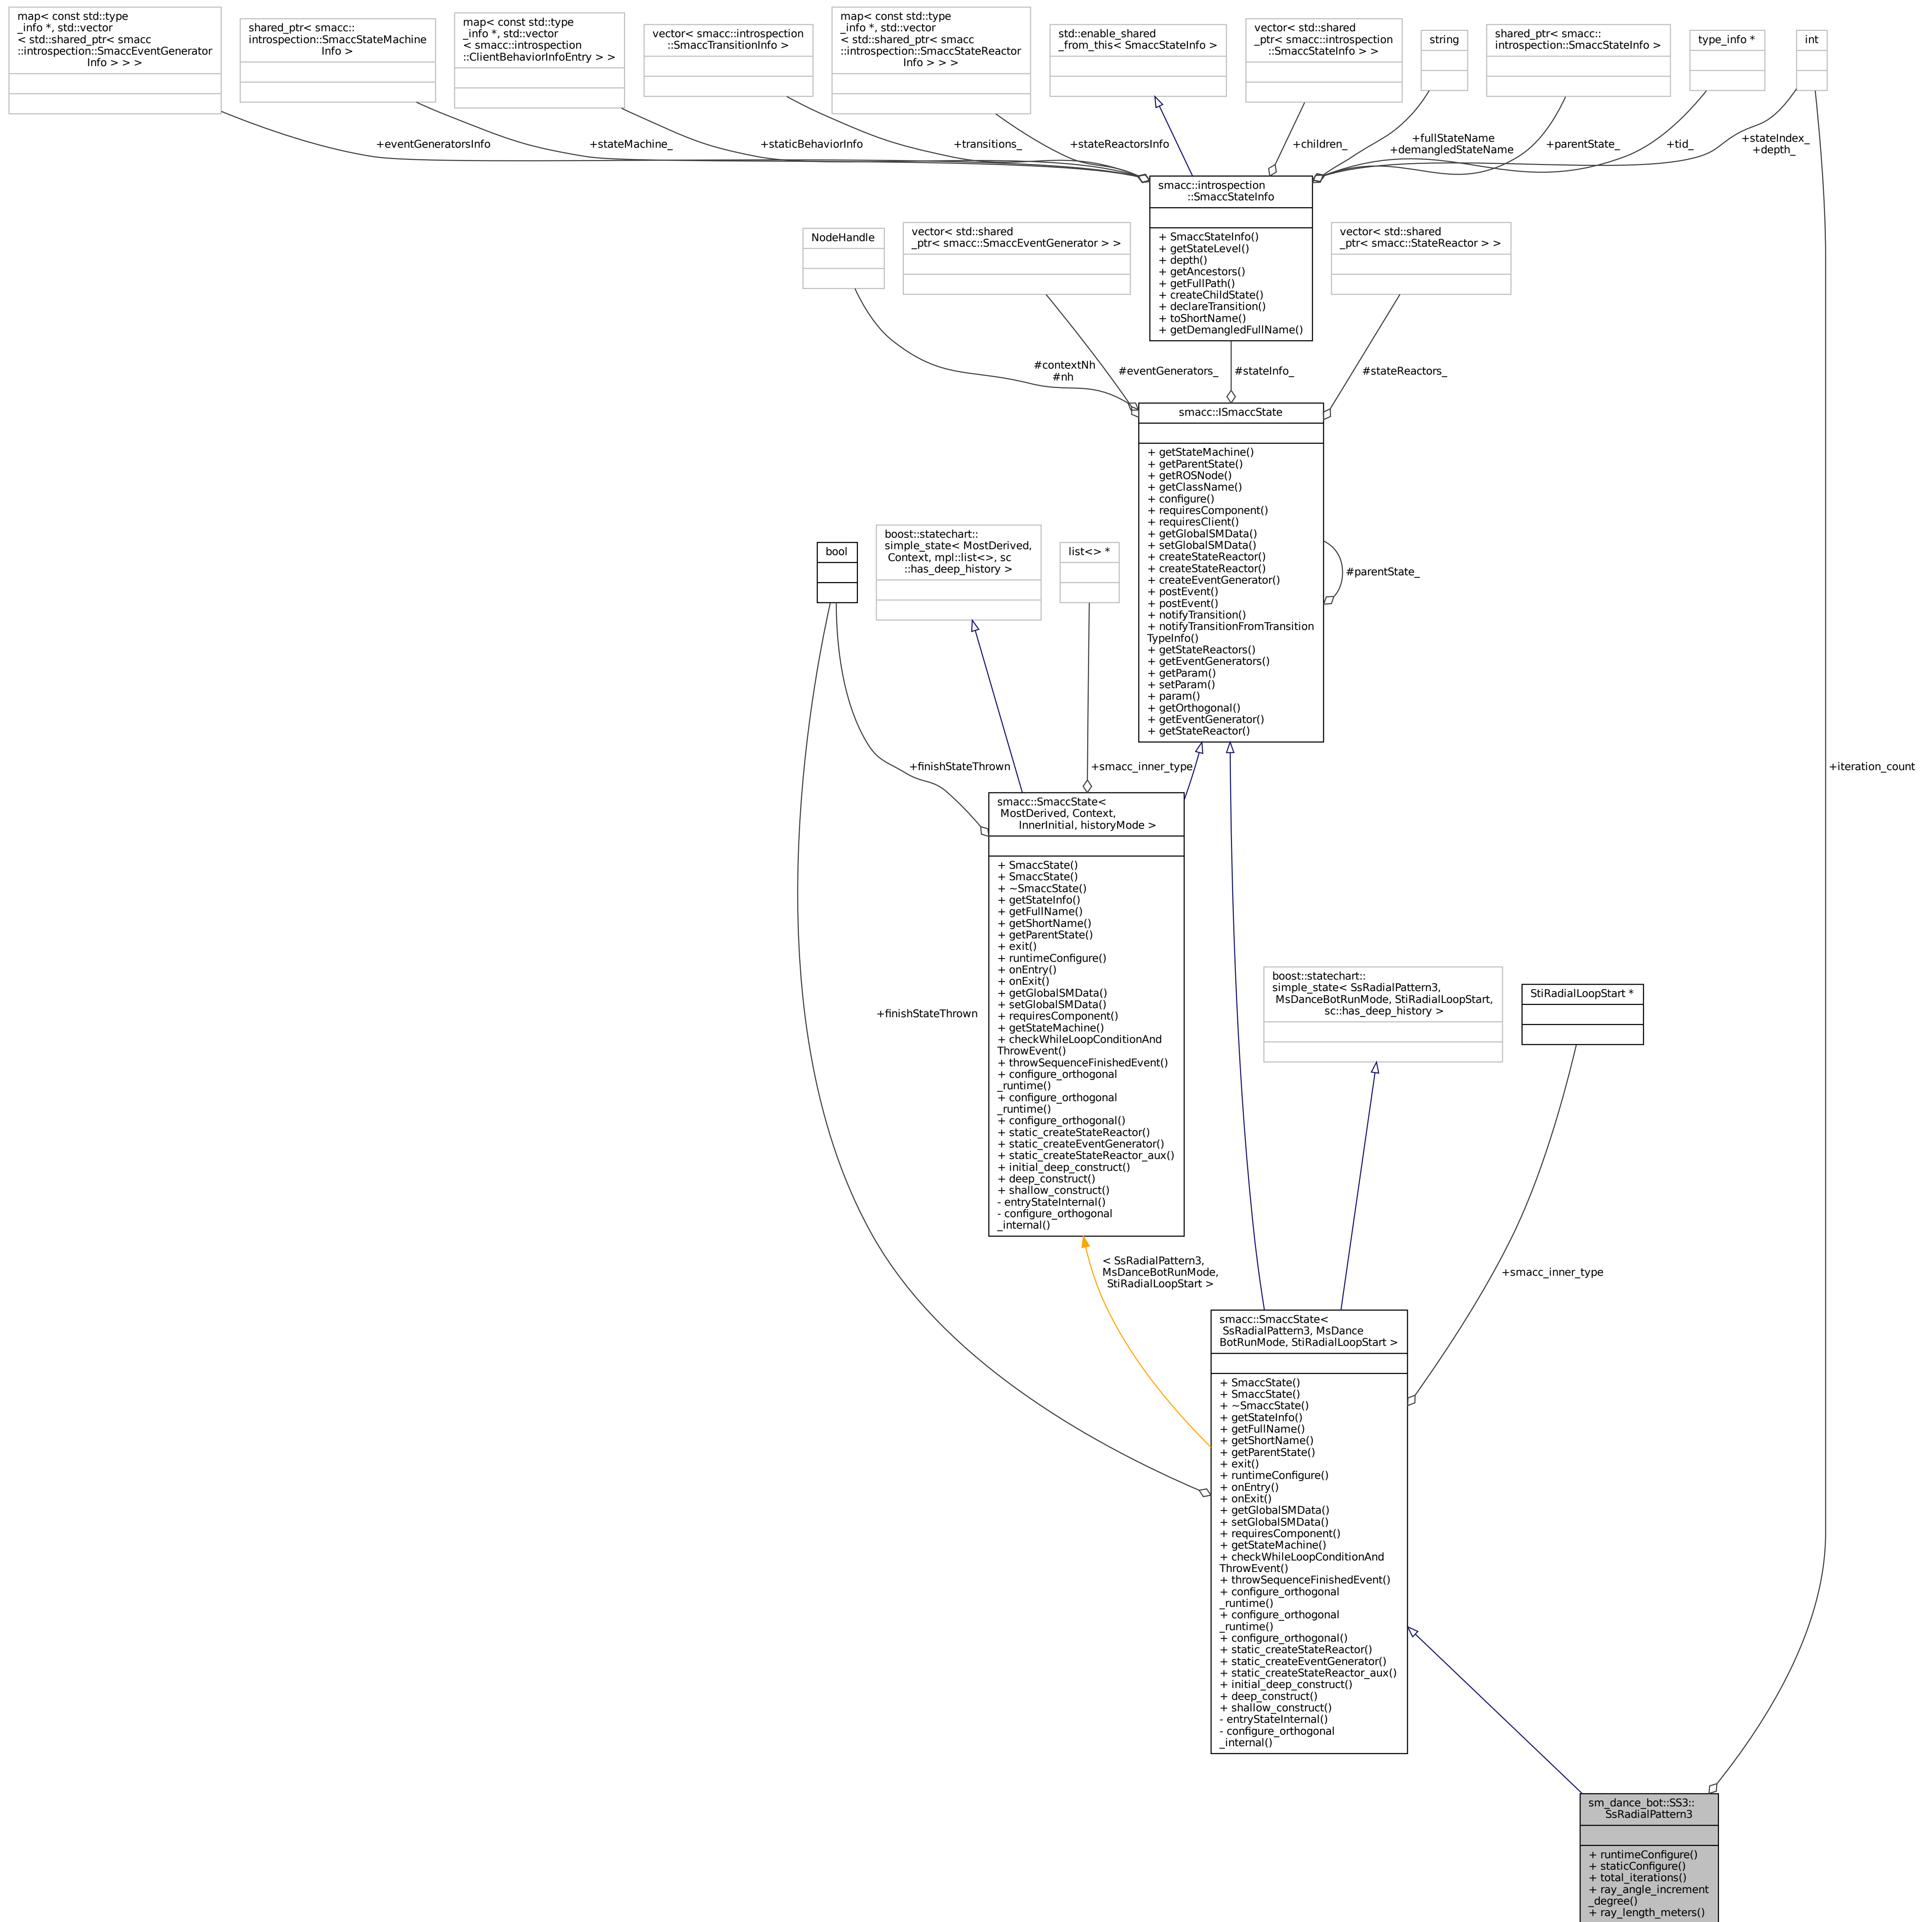 map< const std::type
_info *, std::vector
< std::shared_ptr< smacc
::introspection::SmaccEventGenerator
Info > > >
shared_ptr< smacc::
introspection::SmaccStateMachine
Info >
map< const std::type
_info *, std::vector
< smacc::introspection
::ClientBehaviorInfoEntry > >
vector< smacc::introspection
::SmaccTransitionInfo >
map< const std::type
_info *, std::vector
< std::shared_ptr< smacc
::introspection::SmaccStateReactor
Info > > >
std::enable_shared
_from_this< SmaccStateInfo >
vector< std::shared
_ptr< smacc::introspection
::SmaccStateInfo > >
string
shared_ptr< smacc::
introspection::SmaccStateInfo >
type_info *
int
+eventGeneratorsInfo
+stateMachine_
+staticBehaviorInfo
+transitions_
+stateReactorsInfo
+children_
+fullStateName
+demangledStateName
+parentState_
+tid_
+stateIndex_
+depth_
smacc::introspection
::SmaccStateInfo
+ SmaccStateInfo()
+ getStateLevel()
+ depth()
+ getAncestors()
+ getFullPath()
+ createChildState()
+ declareTransition()
+ toShortName()
+ getDemangledFullName()
NodeHandle
vector< std::shared
_ptr< smacc::SmaccEventGenerator > >
vector< std::shared
_ptr< smacc::StateReactor > >
#contextNh
#nh
#eventGenerators_
#stateInfo_
#stateReactors_
smacc::ISmaccState
+ getStateMachine()
+ getParentState()
+ getROSNode()
+ getClassName()
+ configure()
+ requiresComponent()
+ requiresClient()
+ getGlobalSMData()
+ setGlobalSMData()
+ createStateReactor()
+ createStateReactor()
+ createEventGenerator()
+ postEvent()
+ postEvent()
+ notifyTransition()
+ notifyTransitionFromTransition
TypeInfo()
+ getStateReactors()
+ getEventGenerators()
+ getParam()
+ setParam()
+ param()
+ getOrthogonal()
+ getEventGenerator()
+ getStateReactor()
#parentState_
bool
boost::statechart::
simple_state< MostDerived,
Context, mpl::list<>, sc
::has_deep_history >
list<> *
+finishStateThrown
+smacc_inner_type
+iteration_count
smacc::SmaccState<
MostDerived, Context,
InnerInitial, historyMode >
+ SmaccState()
+ SmaccState()
+ ~SmaccState()
+ getStateInfo()
+ getFullName()
+ getShortName()
+ getParentState()
+ exit()
+ runtimeConfigure()
+ onEntry()
+ onExit()
+ getGlobalSMData()
+ setGlobalSMData()
+ requiresComponent()
+ getStateMachine()
+ checkWhileLoopConditionAnd
ThrowEvent()
+ throwSequenceFinishedEvent()
+ configure_orthogonal
_runtime()
+ configure_orthogonal
_runtime()
+ configure_orthogonal()
+ static_createStateReactor()
+ static_createEventGenerator()
+ static_createStateReactor_aux()
+ initial_deep_construct()
+ deep_construct()
+ shallow_construct()
- entryStateInternal()
- configure_orthogonal
_internal()
+finishStateThrown
boost::statechart::
simple_state< SsRadialPattern3,
MsDanceBotRunMode, StiRadialLoopStart,
sc::has_deep_history >
StiRadialLoopStart *
< SsRadialPattern3,
MsDanceBotRunMode,
StiRadialLoopStart >
+smacc_inner_type
smacc::SmaccState<
SsRadialPattern3, MsDance
BotRunMode, StiRadialLoopStart >
+ SmaccState()
+ SmaccState()
+ ~SmaccState()
+ getStateInfo()
+ getFullName()
+ getShortName()
+ getParentState()
+ exit()
+ runtimeConfigure()
+ onEntry()
+ onExit()
+ getGlobalSMData()
+ setGlobalSMData()
+ requiresComponent()
+ getStateMachine()
+ checkWhileLoopConditionAnd
ThrowEvent()
+ throwSequenceFinishedEvent()
+ configure_orthogonal
_runtime()
+ configure_orthogonal
_runtime()
+ configure_orthogonal()
+ static_createStateReactor()
+ static_createEventGenerator()
+ static_createStateReactor_aux()
+ initial_deep_construct()
+ deep_construct()
+ shallow_construct()
- entryStateInternal()
- configure_orthogonal
_internal()
sm_dance_bot::SS3::
SsRadialPattern3
+ runtimeConfigure()
+ staticConfigure()
+ total_iterations()
+ ray_angle_increment
_degree()
+ ray_length_meters()